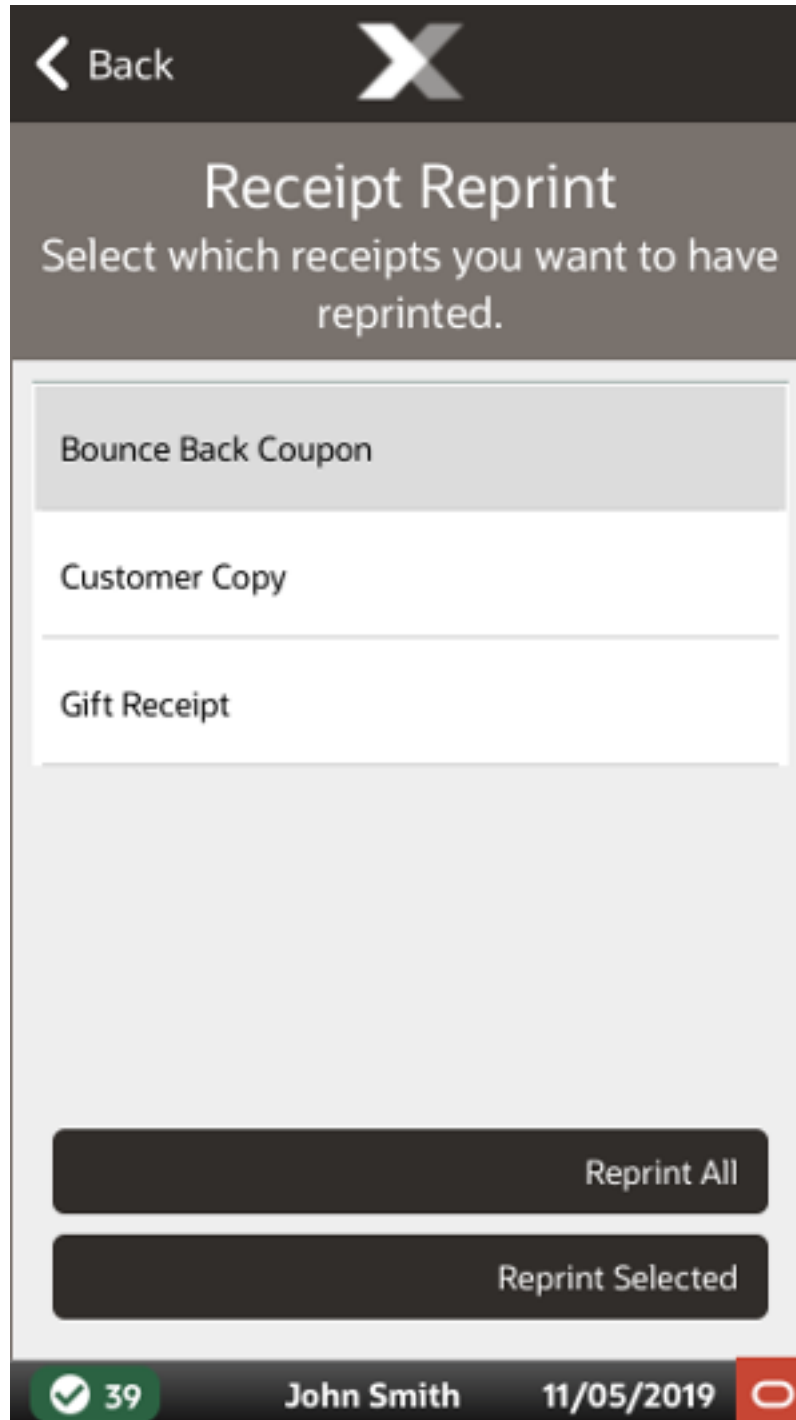 Back
Receipt Reprint
Select which receipts you want to have
reprinted.
Bounce Back Coupon
Customer Copy
Gift Receipt
Reprint All
Reprint Selected
39 John Smith 11/05/2019